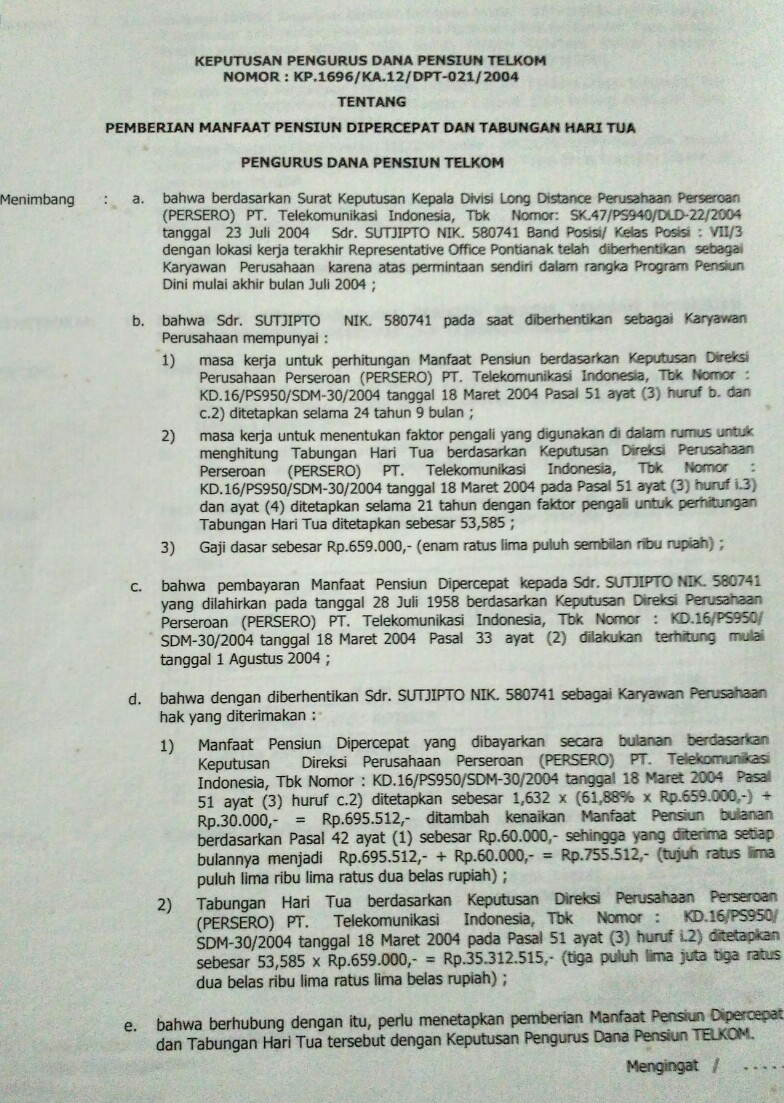 KEPUTUSAN PENGURUS DANA PENSIUN TELKOM
NOMOR : KP.1696/KA.12/DPT-021/2004
TENTANG
PEMBERIAN MANFAAT PENSIUN DIPERCEPAT DAN TABUNGAN HARI TUA
PENGURUS DANA PENSIUN TELKOM
Menimbang : a. bahwa berdasarkan Surat Keputusan Kepala Divisi Long Distance Perusahaan Perseroan
(PERSERO) PT. Telekomunikasi Indonesia, Tbk Nomor: SK.47/PS940/DLD-22/2004
tanggal 23 Juli 2004 Sdr. SUTJIPTO NIK. 580741 Band Posisi/ Kelas Posisi : VII/3
dengan lokasi kerja terakhir Representative Office Pontianak telah diberhentikan sebagai
Karyawan Perusahaan karena atas permintaan sendiri dalam rangka Program Pensiun
Dini mulai akhir bulan Juli 2004 ;
b. bahwa Sdr. SUTJIPTO NIK. 580741 pada saat diberhentikan sebagai Karyawan
Perusahaan mempunyai :
1) masa kerja untuk perhitungan Manfaat Pensiun berdasarkan Keputusan Direksi
Perusahaan Perseroan (PERSERO) PT. Telekomunikasi Indonesia, Tbk Nomor :
KD.16/PS950/SDM-30/2004 tanggal 18 Maret 2004 Pasal 51 ayat (3) huruf b. dan
c.2) ditetapkan selama 24 tahun 9 bulan ;
2) masa kerja untuk menentukan faktor pengali yang digunakan di dalam rumus untuk
menghitung Tabungan Hari Tua berdasarkan Keputusan Direksi Perusahaan
Perseroan (PERSERO) PT. Telekomunikasi Indonesia, Tbk Nomor :
KD.16/PS950/SDM-30/2004 tanggal 18 Maret 2004 pada Pasal 51 ayat (3) huruf i.3)
dan ayat (4) ditetapkan selama 21 tahun dengan faktor pengali untuk perhitungan
Tabungan Hari Tua ditetapkan sebesar 53,585 ;
3) Gaji dasar sebesar Rp.659.000,- (enam ratus lima puluh sembilan ribu rupiah) ;
c. bahwa pembayaran Manfaat Pensiun Dipercepat kepada Sdr. SUTJIPTO NIK. 580741
yang dilahirkan pada tanggal 28 Juli 1958 berdasarkan Keputusan Direksi Perusahaan
Perseroan (PERSERO) PT. Telekomunikasi Indonesia, Tbk Nomor : KD.16/PS950/
SDM-30/2004 tanggal 18 Maret 2004 Pasal 33 ayat (2) dilakukan terhitung mulai
tanggal 1 Agustus 2004 ;
d. bahwa dengan diberhentikan Sdr. SUTJIPTO NIK. 580741 sebagai Karyawan Perusahaan
hak yang diterimakan :
1) Manfaat Pensiun Dipercepat yang dibayarkan secara bulanan berdasarkan
Keputusan Direksi Perusahaan Perseroan (PERSERO) PT. Telekomunikasi
Indonesia, Tbk Nomor : KD.16/PS950/SDM-30/2004 tanggal 18 Maret 2004 Pasal
51 ayat (3) huruf c.2) ditetapkan sebesar 1,632 x (61,88% x Rp.659.000,-) +
Rp.30.000,- = Rp.695.512,- ditambah kenaikan Manfaat Pensiun bulanan
berdasarkan Pasal 42 ayat (1) sebesar Rp.60.000,- sehingga yang diterima setiap
bulannya menjadi Rp.695.512,- + Rp.60.000,- = Rp.755.512,- (tujuh ratus lima
puluh lima ribu lima ratus dua belas rupiah) ;
2) Tabungan Hari Tua berdasarkan Keputusan Direksi Perusahaan Perseroan
(PERSERO) PT. Telekomunikasi Indonesia, Tbk Nomor : KD.16/PS950/
SDM-30/2004 tanggal 18 Maret 2004 pada Pasal 51 ayat (3) huruf i.2) ditetapkan
sebesar 53,585 x Rp.659.000,- = Rp.35.312.515,- (tiga puluh lima juta tiga ratus
dua belas ribu lima ratus lima belas rupiah) ;
e. bahwa berhubung dengan itu, perlu menetapkan pemberian Manfaat Pensiun Dipercepat
dan Tabungan Hari Tua tersebut dengan Keputusan Pengurus Dana Pensiun TELKOM.
Mengingat / .....